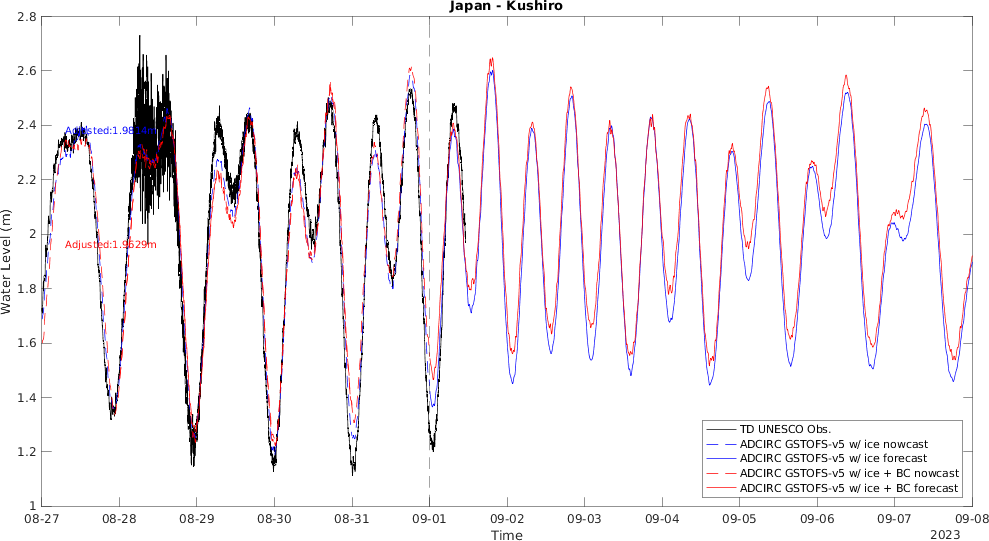 Japan - Kushiro
2.8
2.6
2.4
2.2
2
1.8
1.6
1.4
1.2
1
Water Level (m)
Adjusted:1.9629m
TD UNESCO Obs.
ADCIRC GSTOFS-v5 w/ ice nowcast
ADCIRC GSTOFS-v5 w/ ice forecast
ADCIRC GSTOFS-v5 w/ ice + BC nowcast
ADCIRC GSTOFS-v5 w/ ice + BC forecast
08-27 08-28 08-29 08-30 08-31 09-01 09-02 09-03 09-04 09-05 09-06 09-07 09-08
Time
2023